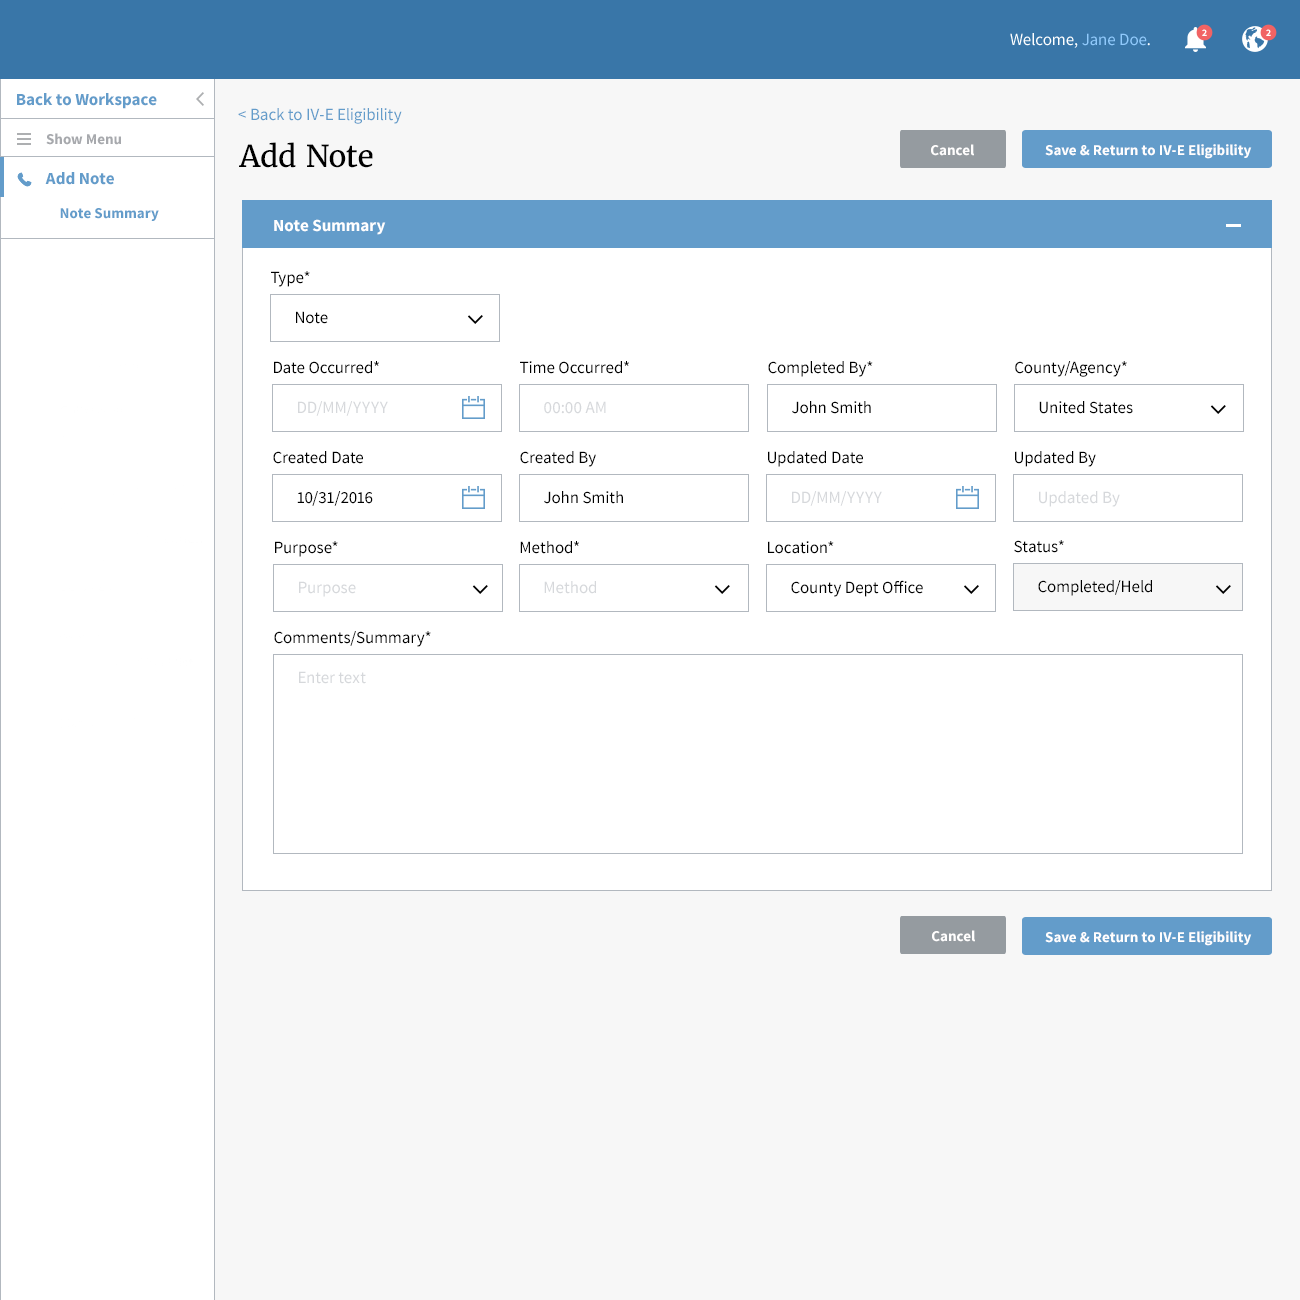 Welcome, Jane Doe.
2
2
Back to Workspace
Show Menu
Add Note
Note Summary
< Back to IV-E Eligibility
Add Note
Cancel
Save & Return to IV-E Eligibility
Note Summary
Type*
Note
Date Occurred* Time Occurred* Completed By* County/Agency*
DD/MM/YYYY 00:00 AM John Smith United States
Created Date Created By Updated Date Updated By
10/31/2016 John Smith DD/MM/YYYY Updated By
Purpose* Method* Location* Status*
Purpose Method County Dept Office Completed/Held
Comments/Summary*
Enter text
Cancel
Save & Return to IV-E Eligibility